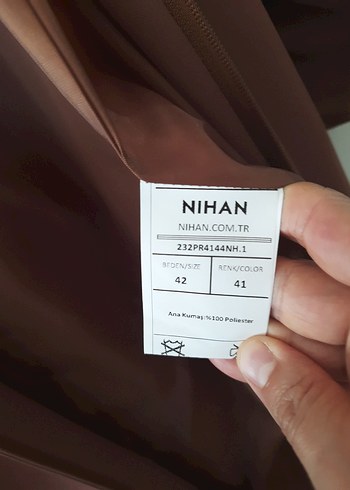 NIHAN
NIHAN.COM.TR
232PR4144NH.1
BEDEN/SIZE RENK/COLOR
42 41
Ana Kumaş:%100 Poliester